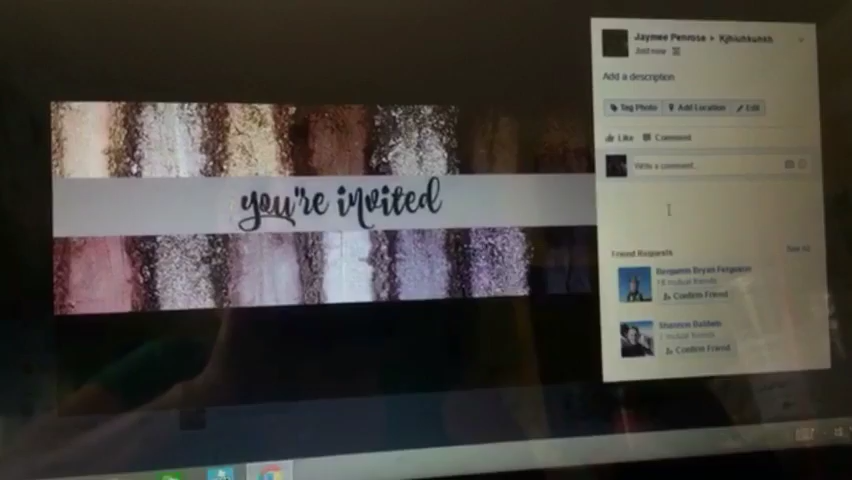 you're invited
Jaymee Penrose ▸ Kjhiuhkunkh
Just now
Add a description
Tag Photo Add Location Edit
Like Comment
Write a comment...
Friend Requests See All
Benjamin Bryan Ferguson
18 mutual friends
Confirm Friend
Shannon Baldwin
mutual friends
Confirm Friend